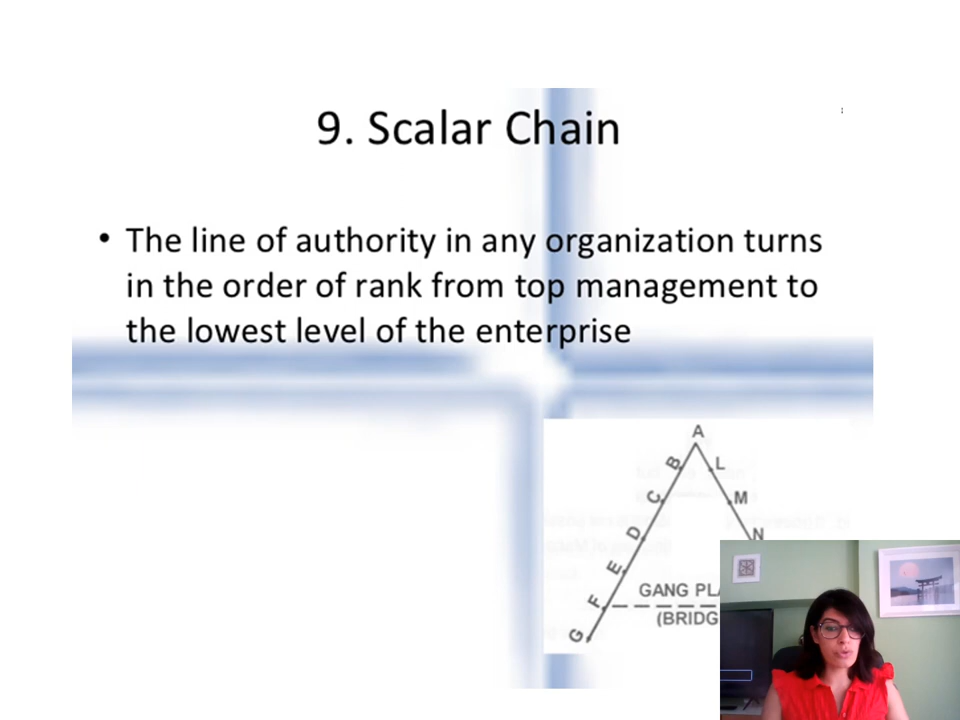 9. Scalar Chain
• The line of authority in any organization turns
in the order of rank from top management to
the lowest level of the enterprise
A
B
L
C
M
D
N
E
GANG PLA
F
(BRIDG
G